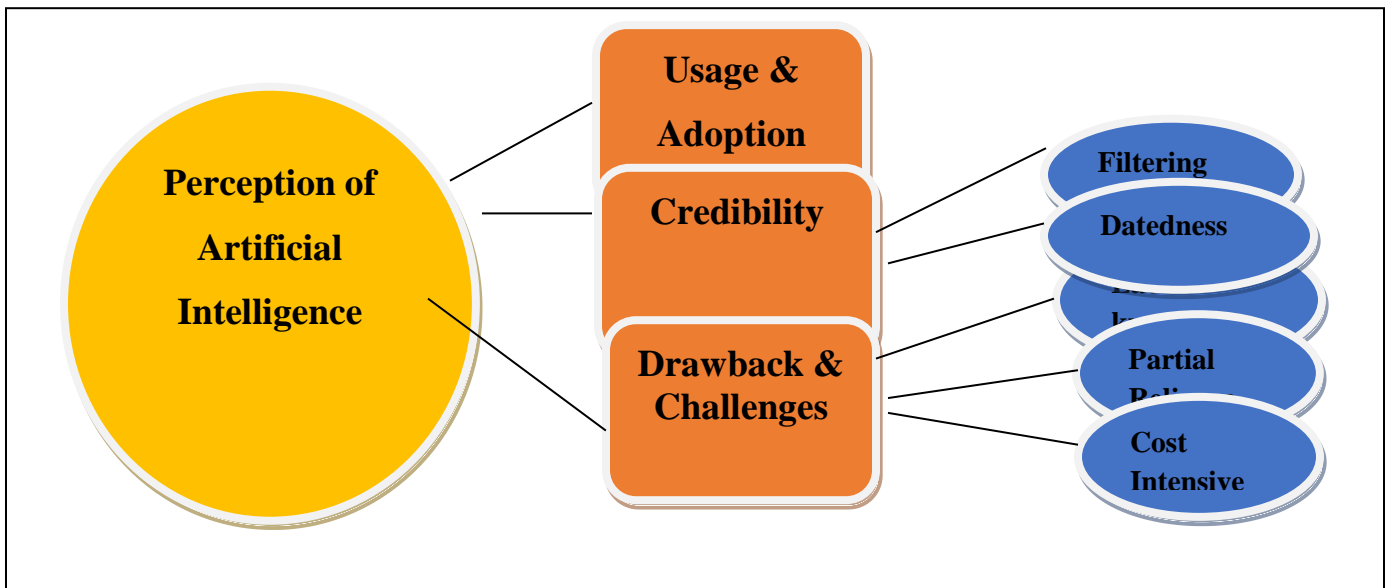 Perception of
Artificial
Intelligence
Usage &
Adoption
Credibility
Drawback &
Challenges
Filtering
Datedness
Partial
Cost
Intensive